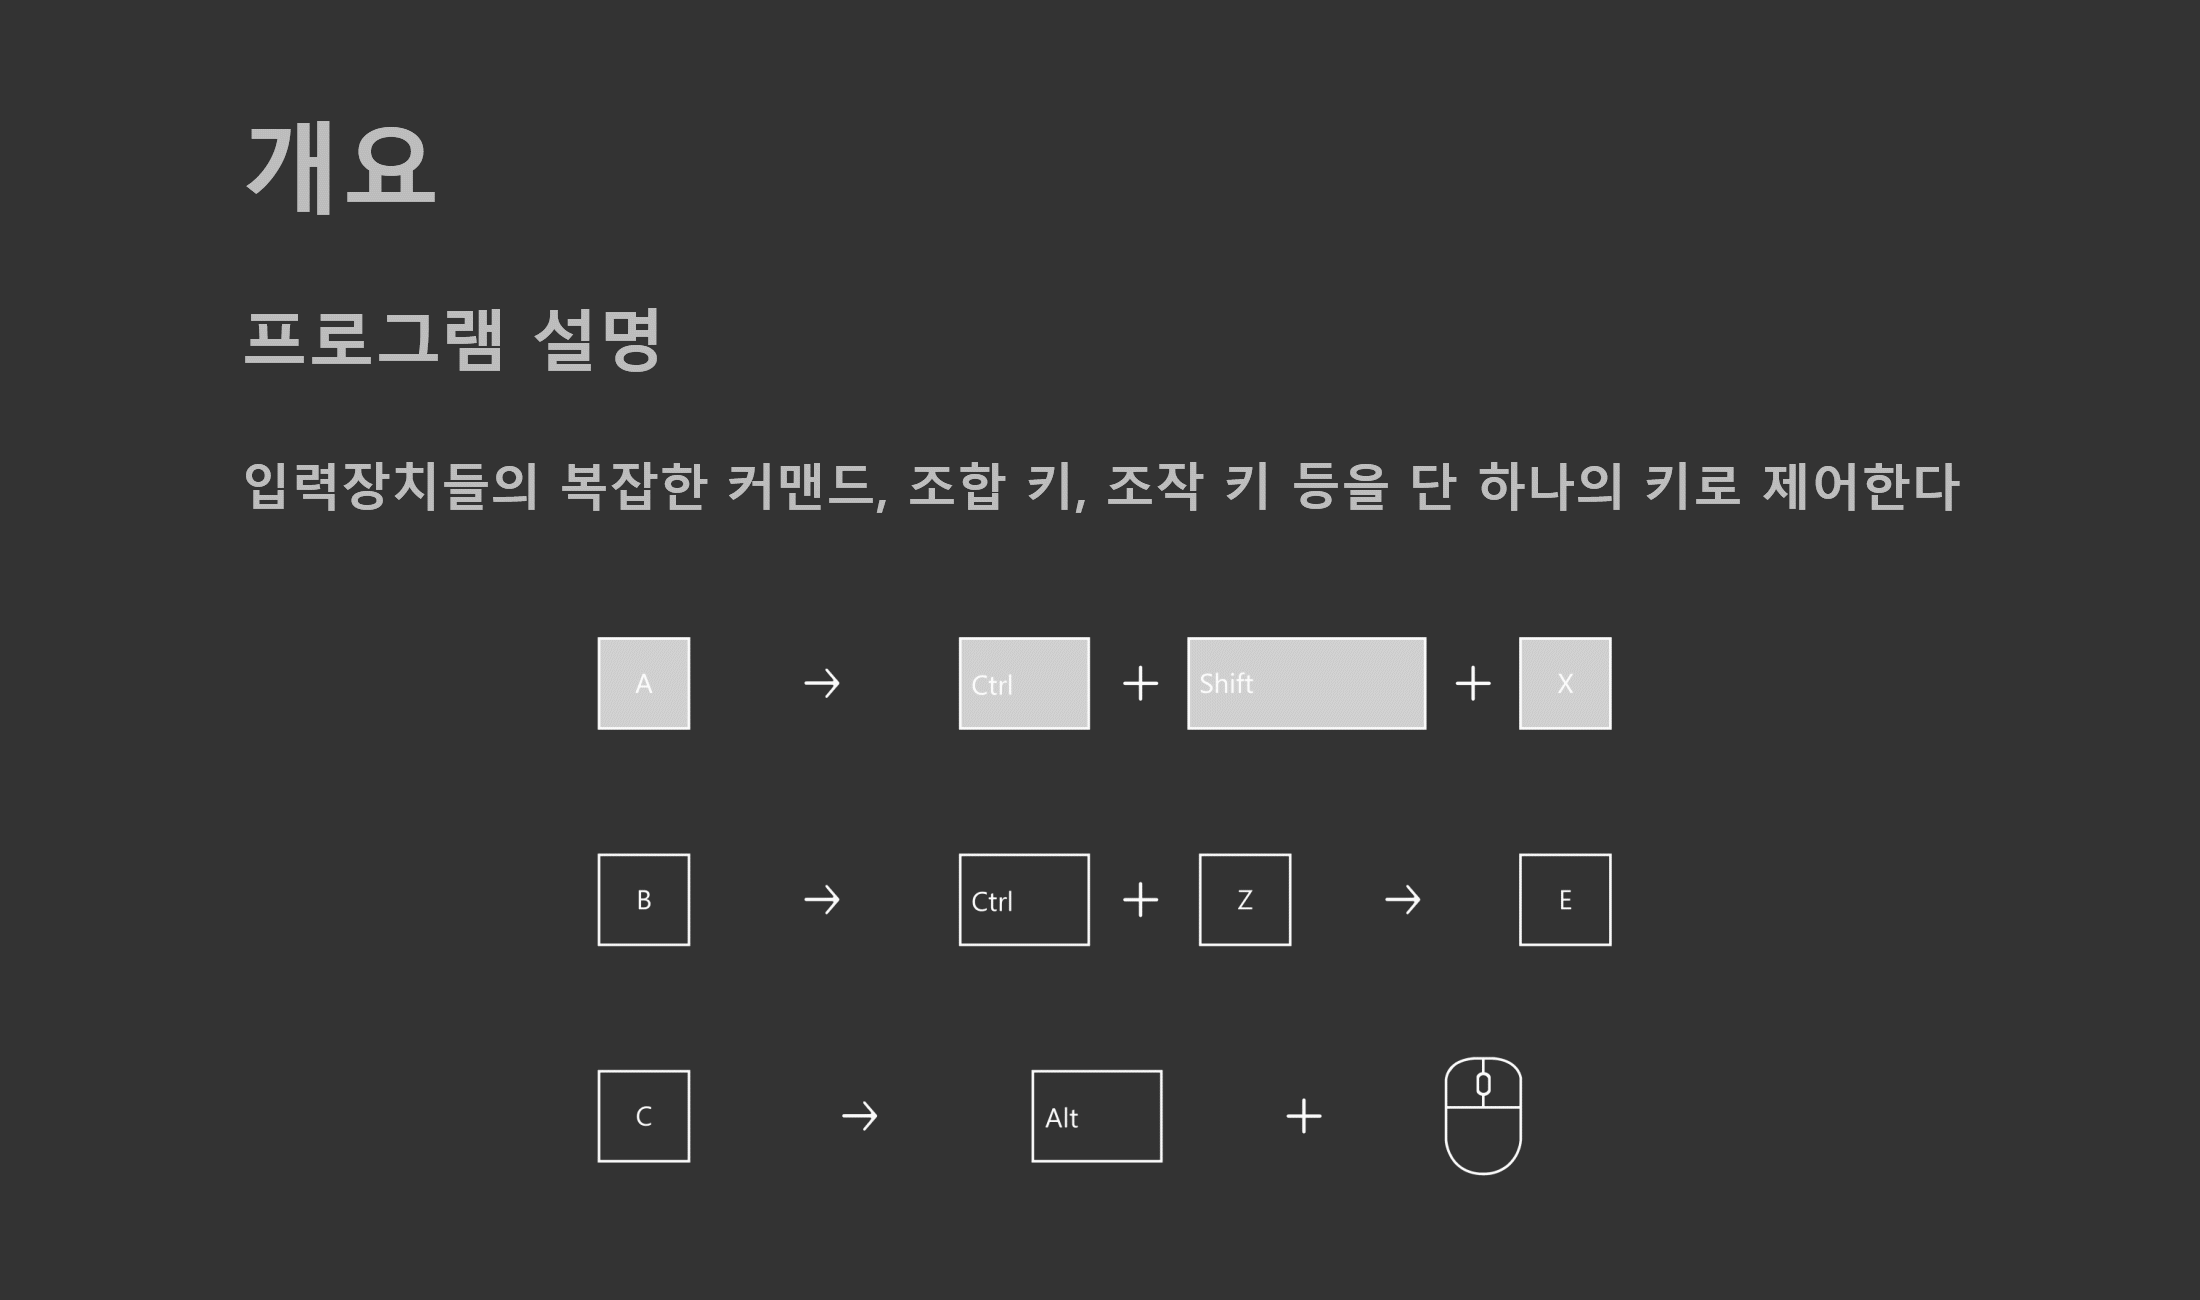 개요
프로그램 설명
입력장치들의 복잡한 커맨드, 조합 키, 조작 키 등을 단 하나의 키로 제어한다
A → Ctrl + Shift + X
B → Ctrl + Z → E
C → Alt +